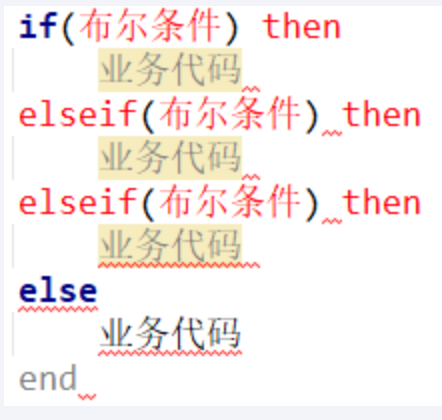 if(布尔条件) then
业务代码
elseif(布尔条件) then
业务代码
elseif(布尔条件) then
业务代码
else
业务代码
end